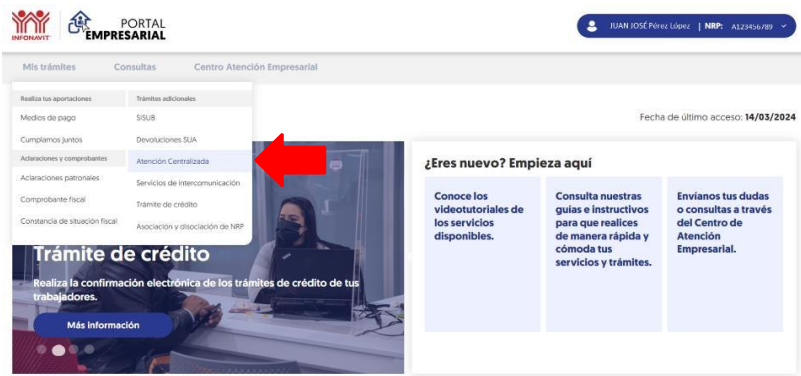 INFONAVIT
PORTAL
EMPRESARIAL
JUAN JOSÉ Pérez López | NRP: A123456789
Mis trámites Consultas Centro Atención Empresarial
Realiza tus aportaciones
Medios de pago
Cumplamos juntos
Aclaraciones y comprobantes
Aclaraciones patronales
Comprobante fiscal
Constancia de situación fiscal
Trámites adicionales
SISUB
Devoluciones SUA
Atención Centralizada
Servicios de intercomunicación
Trámite de crédito
Asociación y disociación de NRP
Fecha de último acceso: 14/03/2024
Trámite de crédito
Realiza la confirmación electrónica de los trámites de crédito de tus
trabajadores.
Más información
¿Eres nuevo? Empieza aquí
Conoce los
videotutoriales de
los servicios
disponibles.
Consulta nuestras
guías e instructivos
para que realices
de manera rápida y
cómoda tus
servicios y trámites.
Envíanos tus dudas
o consultas a través
del Centro de
Atención
Empresarial.